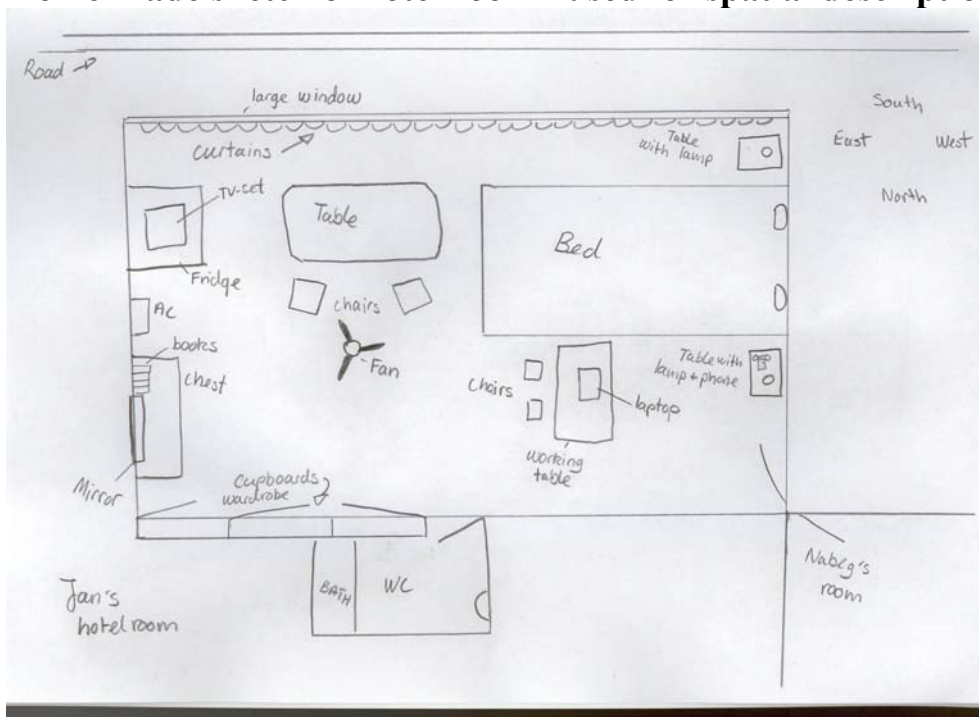 Road
large window
South
East West
North
curtains
Table
with lamp
TV-set
Table
Bed
Fridge
chairs
AC
books
chest
Fan
Chairs
laptop
Table with
lamp + phone
working
table
Mirror
Cupboards
wardrobe
BATH
WC
Jan's
hotel room
Nabeg's
room